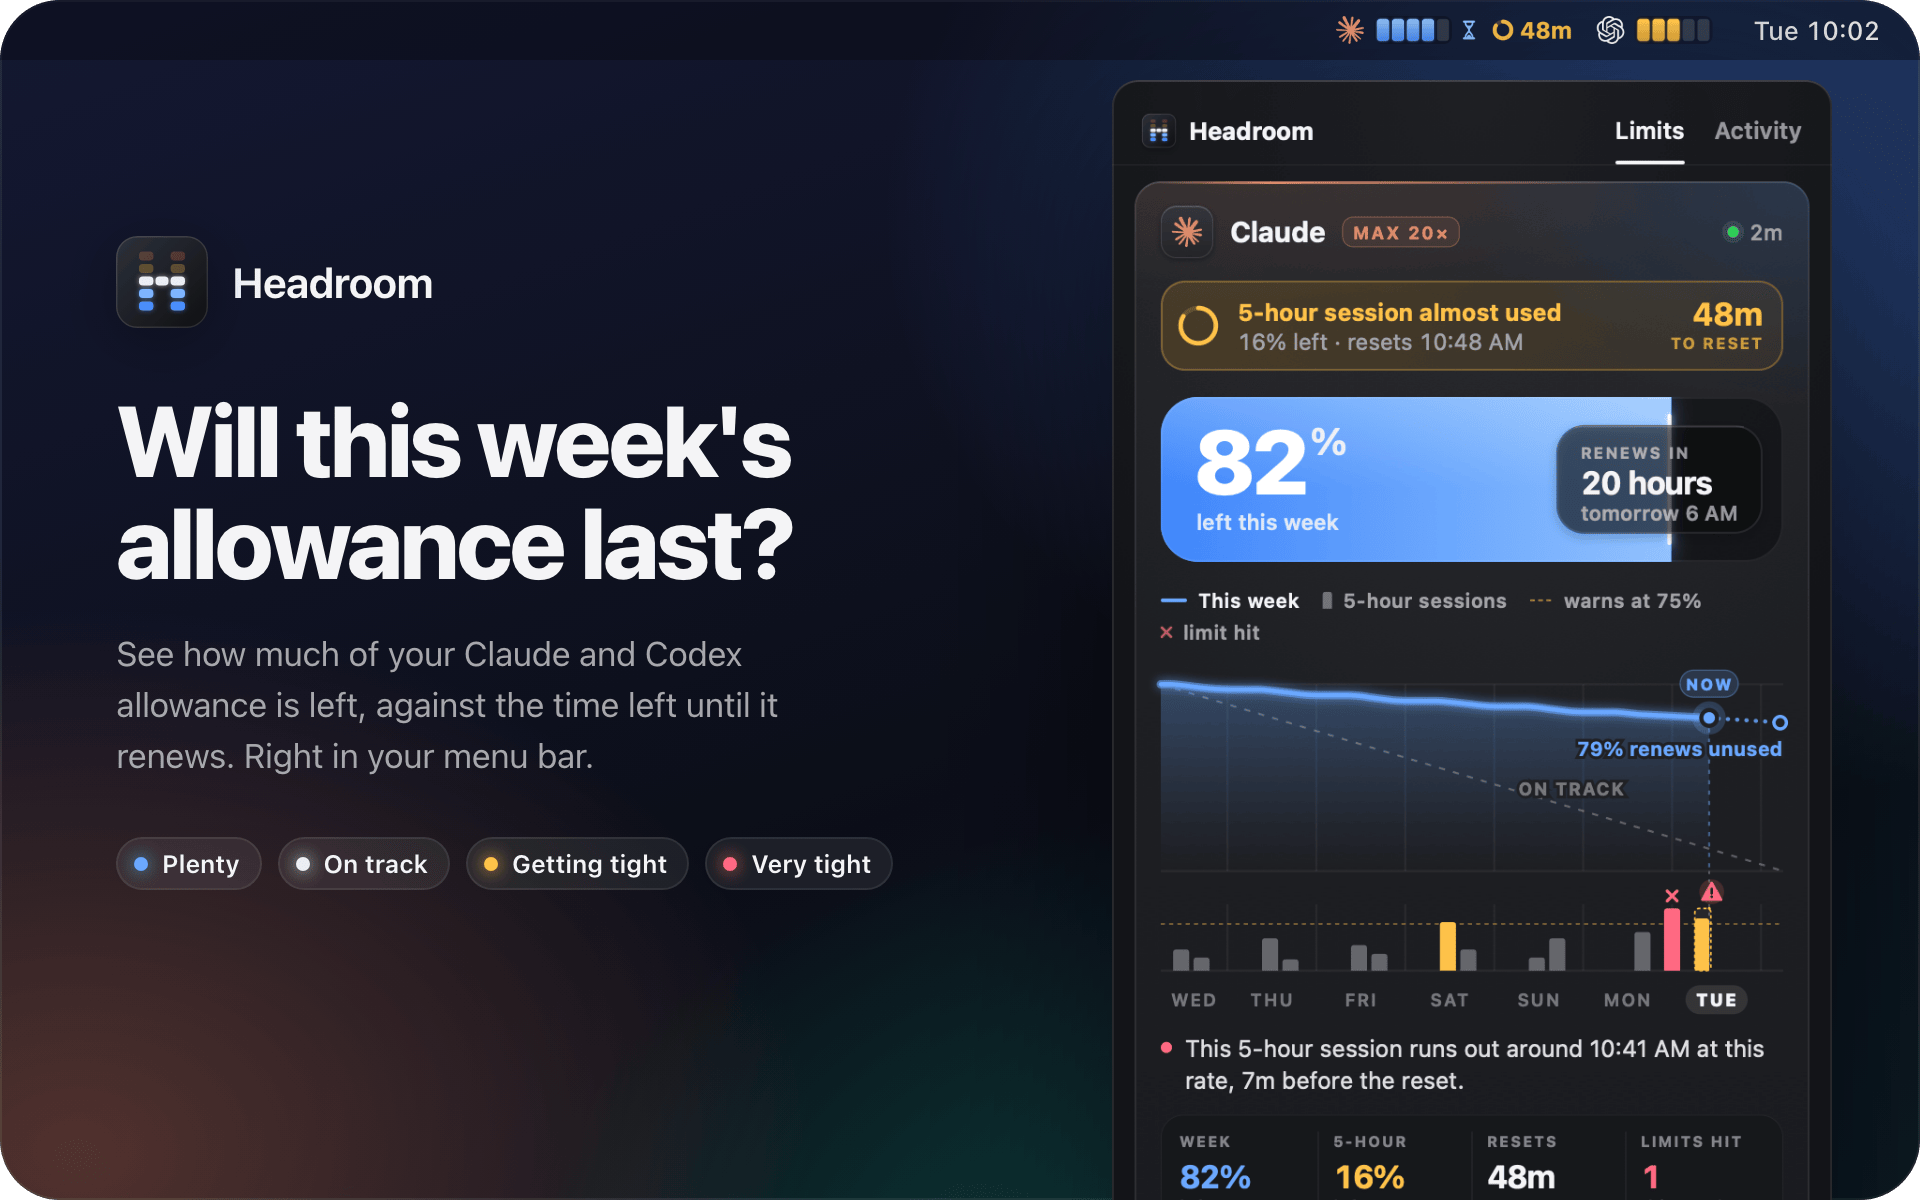 48m
Tue 10:02
Headroom
Will this week's
allowance last?
See how much of your Claude and Codex
allowance is left, against the time left until it
renews. Right in your menu bar.
Plenty
On track
Getting tight
Very tight
Headroom
Limits
Activity
Claude
MAX 20×
2m
5-hour session almost used
16% left · resets 10:48 AM
48m
TO RESET
82%
left this week
RENEWS IN
20 hours
tomorrow 6 AM
This week
5-hour sessions
warns at 75%
limit hit
NOW
79% renews unused
ON TRACK
WED THU FRI SAT SUN MON TUE
This 5-hour session runs out around 10:41 AM at this
rate, 7m before the reset.
WEEK
82%
5-HOUR
16%
RESETS
48m
LIMITS HIT
1